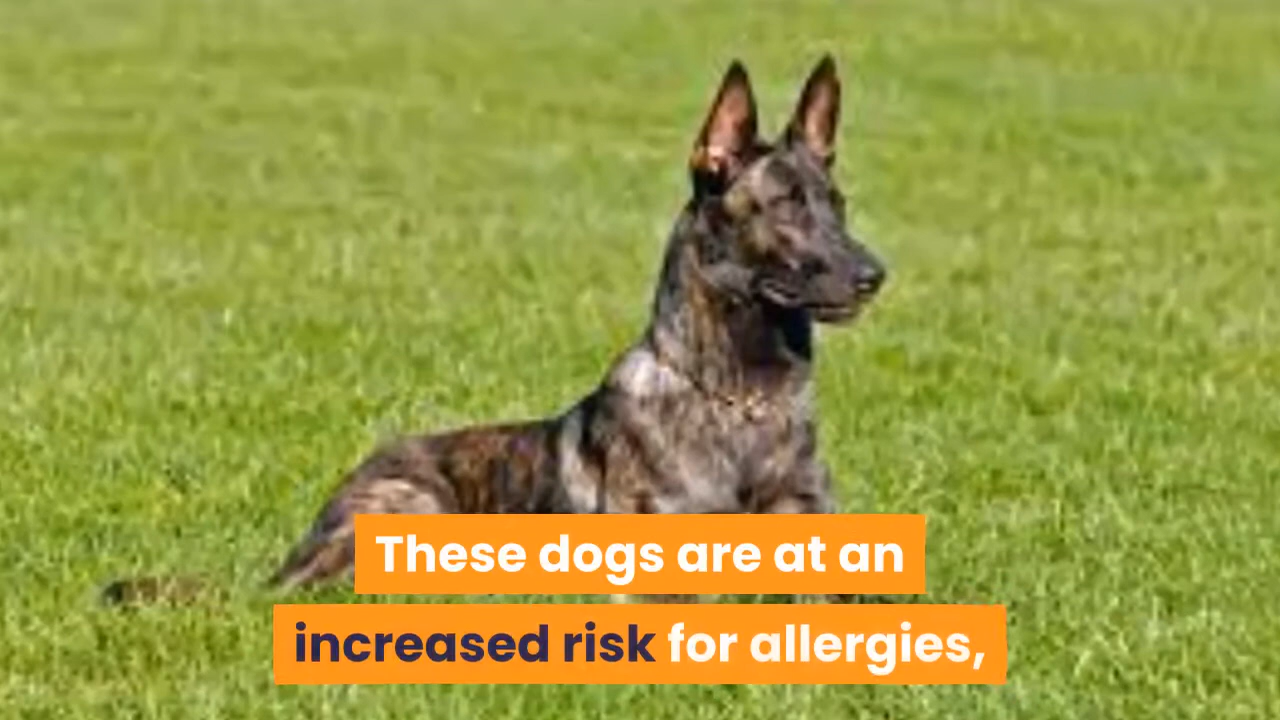 These dogs are at an
increased risk for allergies,